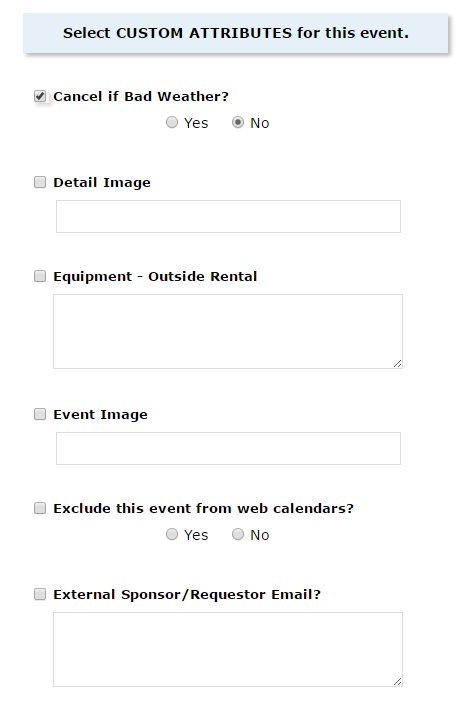 Select CUSTOM ATTRIBUTES for this event.
Cancel if Bad Weather?
Yes No
Detail Image
Equipment - Outside Rental
Event Image
Exclude this event from web calendars?
Yes No
External Sponsor/Requestor Email?